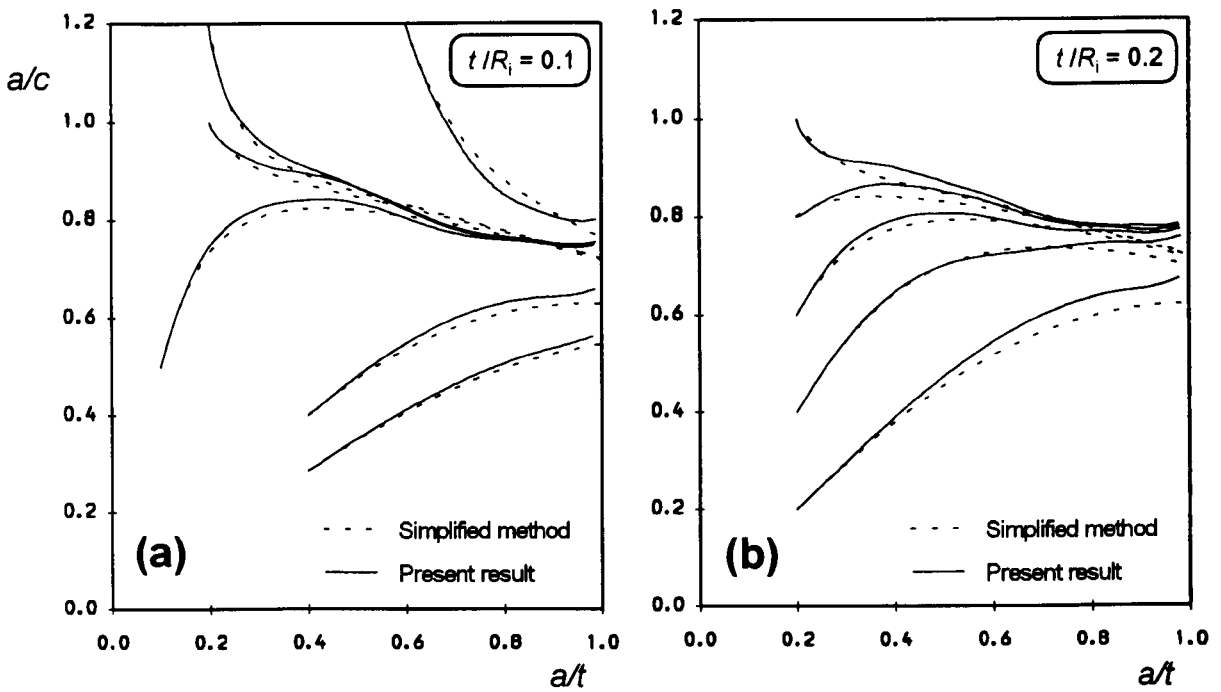 1.2
1.0
0.8
0.6
0.4
0.2
0.0
a/c
t/Ri = 0.1
Simplified method
Present result
(a)
0.0 0.2 0.4 0.6 0.8 1.0
a/t
1.2
1.0
0.8
0.6
0.4
0.2
0.0
t/Ri = 0.2
Simplified method
Present result
(b)
0.0 0.2 0.4 0.6 0.8 1.0
a/t